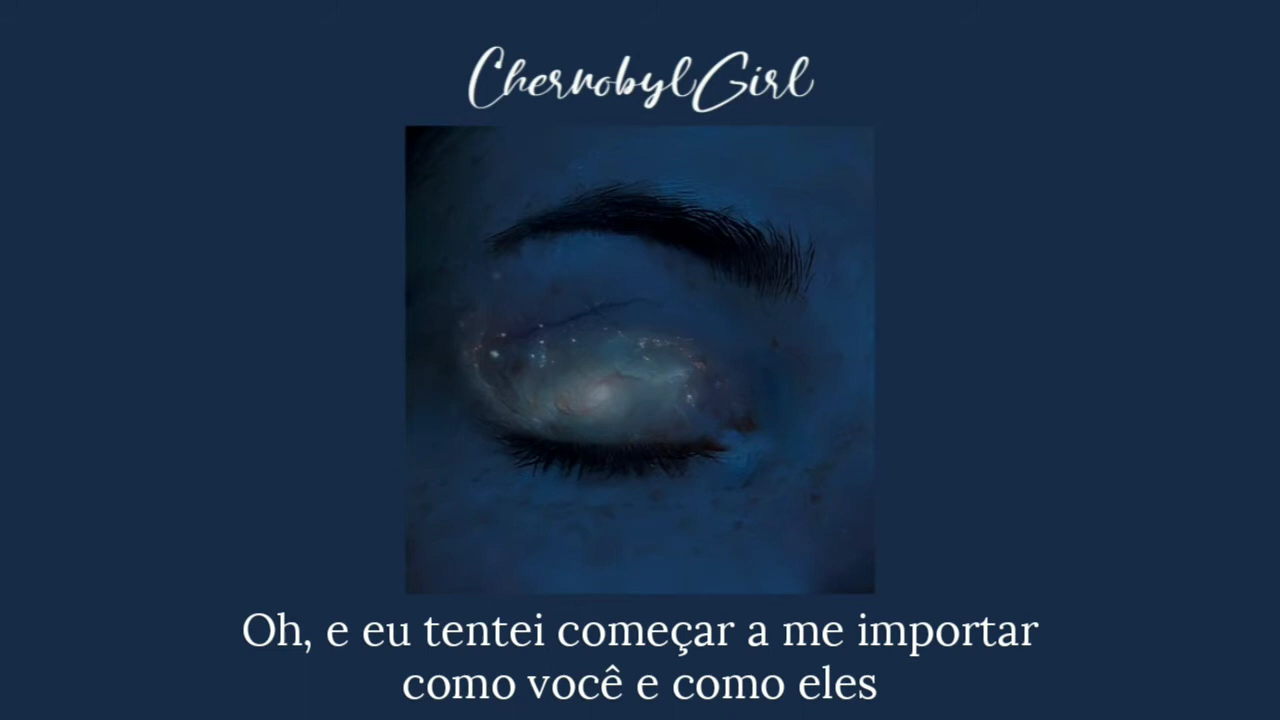 ChernobylGirl
Oh, e eu tentei começar a me importar
como você e como eles